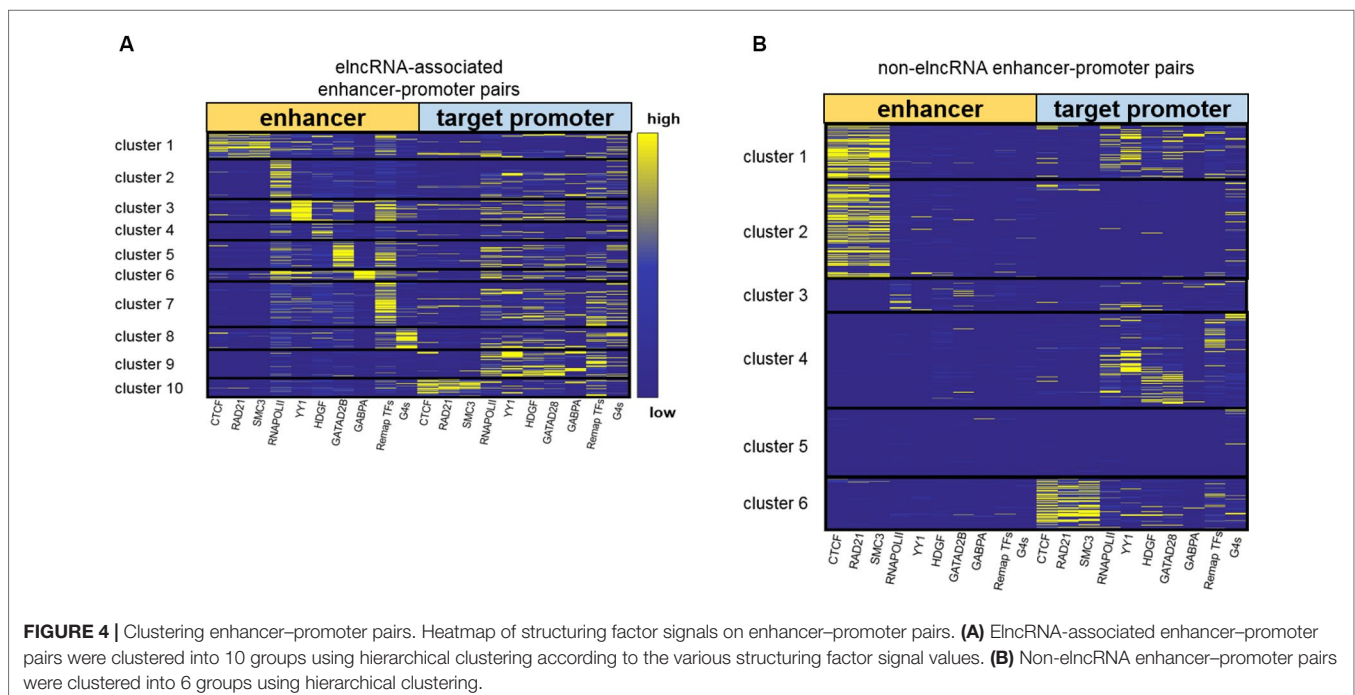 A
elncRNA-associated
enhancer-promoter pairs
enhancer
target promoter
high
low
cluster 1
cluster 2
cluster 3
cluster 4
cluster 5
cluster 6
cluster 7
cluster 8
cluster 9
cluster 10
CTCF
RAD21
SMC3
RNAPOLII
YY1
HDGF
GATAD2B
GABPA
Remap TFs
G4s
CTCF
RAD21
SMC3
RNAPOLII
YY1
HDGF
GATAD28
GABPA
Remap TFs
G4s
B
non-elncRNA enhancer-promoter pairs
enhancer
target promoter
cluster 1
cluster 2
cluster 3
cluster 4
cluster 5
cluster 6
CTCF
RAD21
SMC3
RNAPOLII
YY1
HDGF
GATAD2B
GABPA
Remap TFs
G4s
CTCF
RAD21
SMC3
RNAPOLII
YY1
HDGF
GATAD28
GABPA
Remap TFs
G4s
FIGURE 4 | Clustering enhancer–promoter pairs. Heatmap of structuring factor signals on enhancer–promoter pairs. (A) ElncRNA-associated enhancer–promoter
pairs were clustered into 10 groups using hierarchical clustering according to the various structuring factor signal values. (B) Non-elncRNA enhancer–promoter pairs
were clustered into 6 groups using hierarchical clustering.